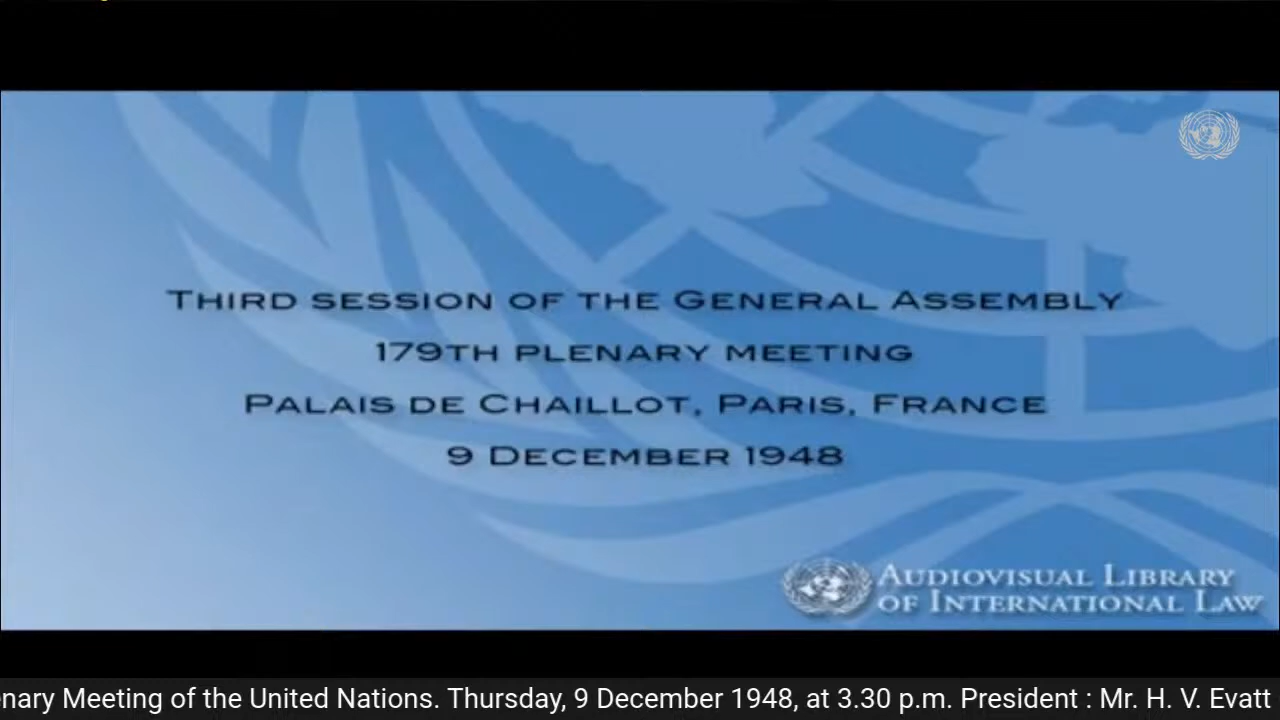 THIRD SESSION OF THE GENERAL ASSEMBLY
179TH PLENARY MEETING
PALAIS DE CHAILLOT, PARIS, FRANCE
9 DECEMBER 1948
AUDIOVISUAL LIBRARY
OF INTERNATIONAL LAW
Meeting of the United Nations. Thursday, 9 December 1948, at 3.30 p.m. President : Mr. H. V. Evatt